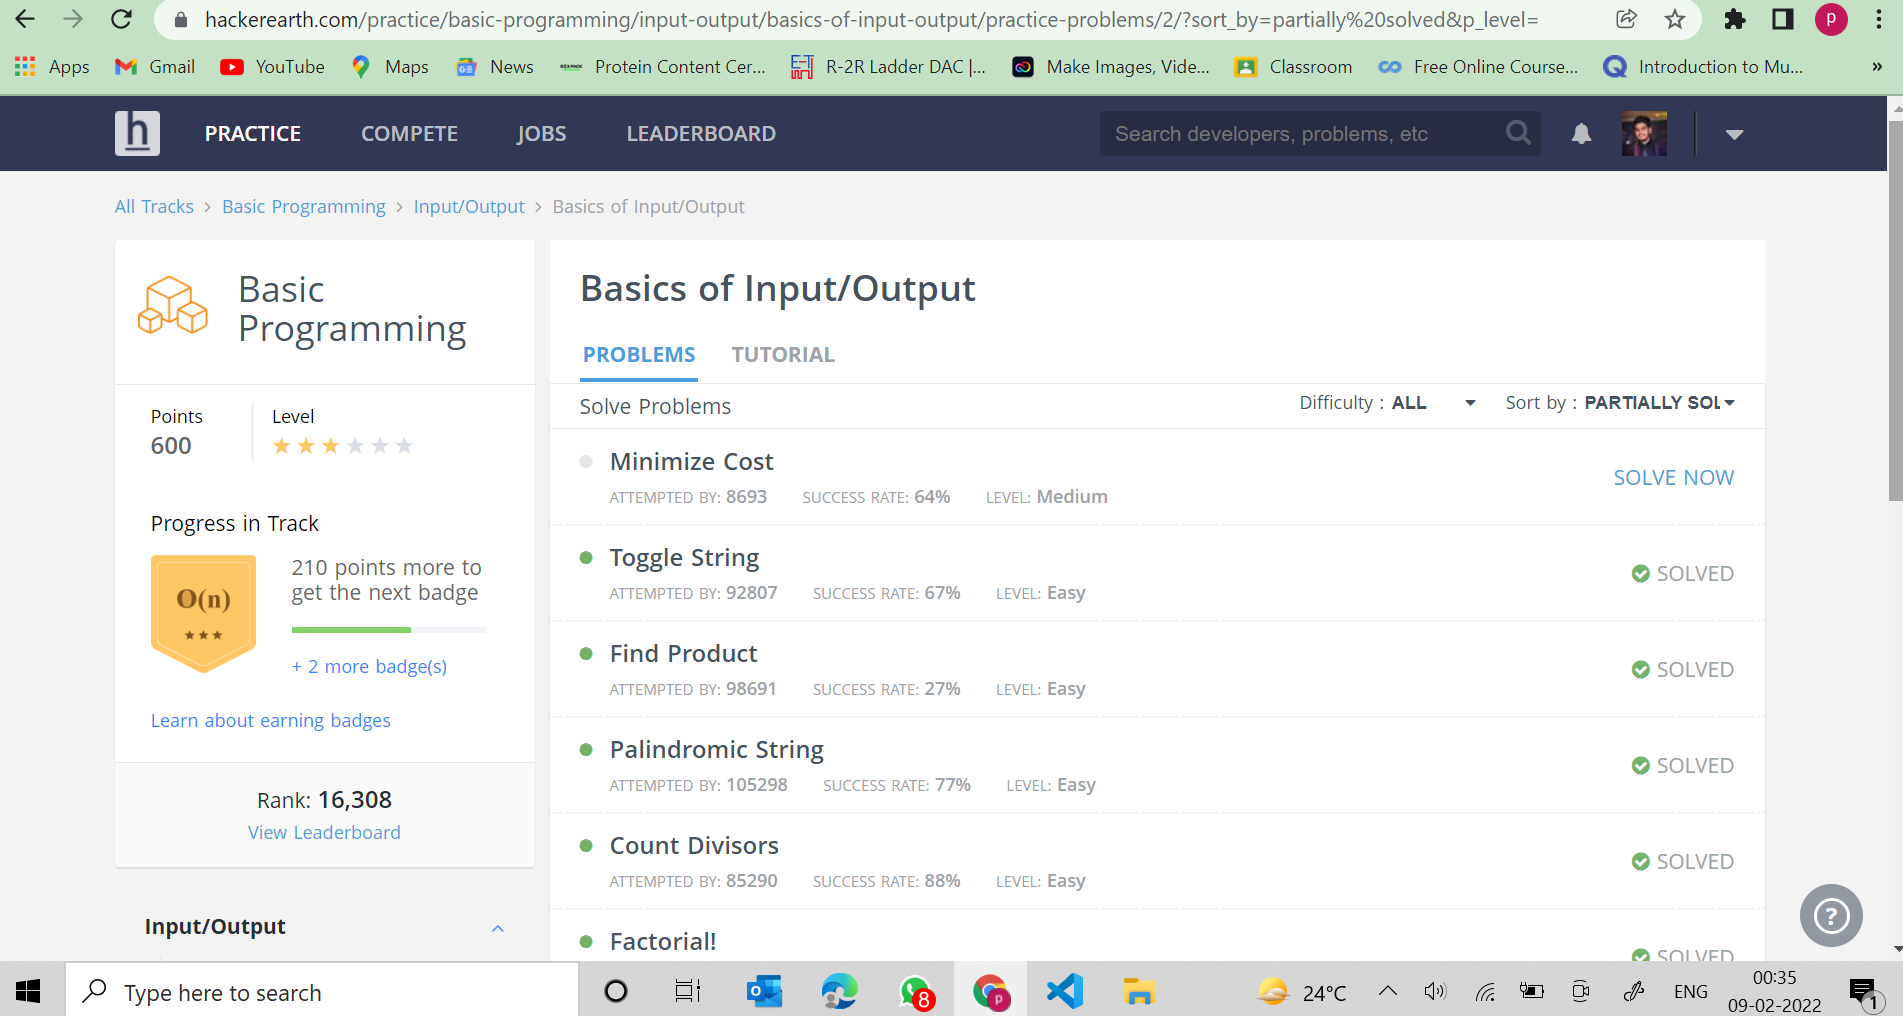 hackerearth.com/practice/basic-programming/input-output/basics-of-input-output/practice-problems/2/?sort_by=partially%20solved&p_level=
p
Apps Gmail YouTube Maps News Protein Content Cer... R-2R Ladder DAC |... Make Images, Vide... Classroom Free Online Course... Introduction to Mu... »
h PRACTICE COMPETE JOBS LEADERBOARD Search developers, problems, etc
All Tracks > Basic Programming > Input/Output > Basics of Input/Output
Basic
Programming
Points Level
600
Progress in Track
O(n)
210 points more to
get the next badge
+ 2 more badge(s)
Learn about earning badges
Rank: 16,308
View Leaderboard
Input/Output
Basics of Input/Output
PROBLEMS TUTORIAL
Solve Problems Difficulty : ALL Sort by : PARTIALLY SOL
Minimize Cost
SOLVE NOW
ATTEMPTED BY: 8693 SUCCESS RATE: 64% LEVEL: Medium
Toggle String
SOLVED
ATTEMPTED BY: 92807 SUCCESS RATE: 67% LEVEL: Easy
Find Product
SOLVED
ATTEMPTED BY: 98691 SUCCESS RATE: 27% LEVEL: Easy
Palindromic String
SOLVED
ATTEMPTED BY: 105298 SUCCESS RATE: 77% LEVEL: Easy
Count Divisors
SOLVED
ATTEMPTED BY: 85290 SUCCESS RATE: 88% LEVEL: Easy
Factorial!
SOLVED
?
Type here to search
8
p
24°C
ENG
00:35
09-02-2022
1